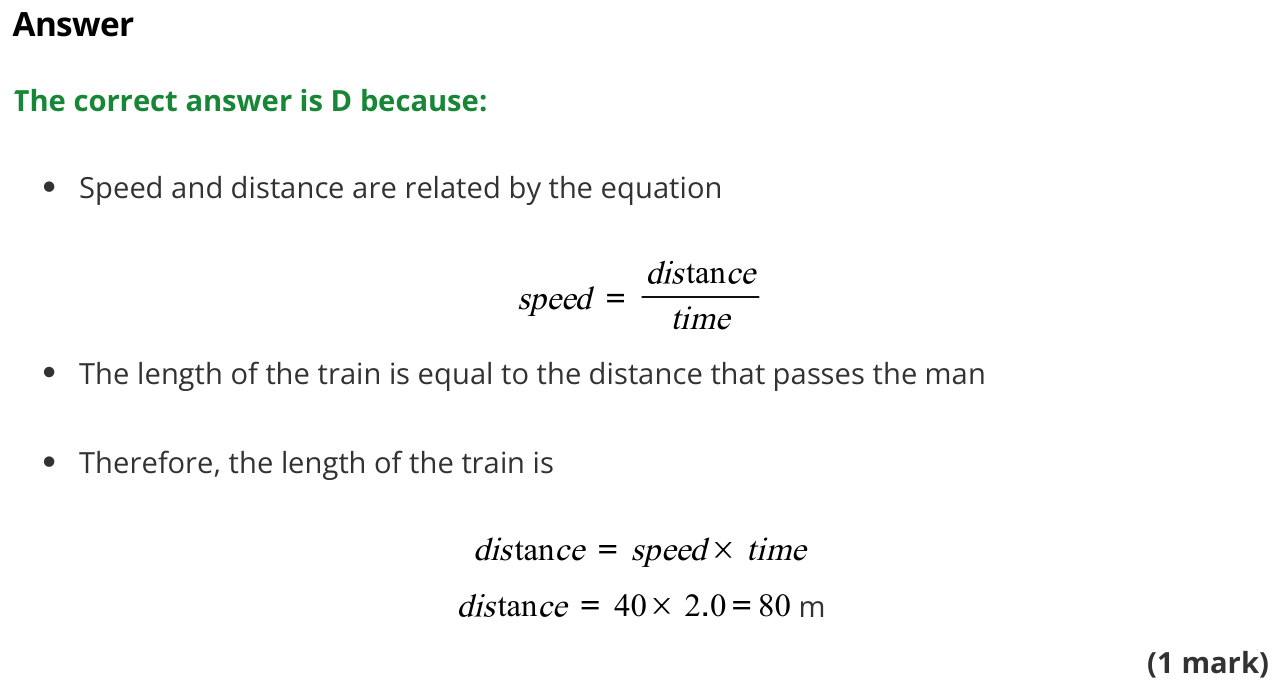 Answer
The correct answer is D because:
• Speed and distance are related by the equation
speed = distance / time
• The length of the train is equal to the distance that passes the man
• Therefore, the length of the train is
distance = speed × time
distance = 40 × 2.0 = 80 m
(1 mark)